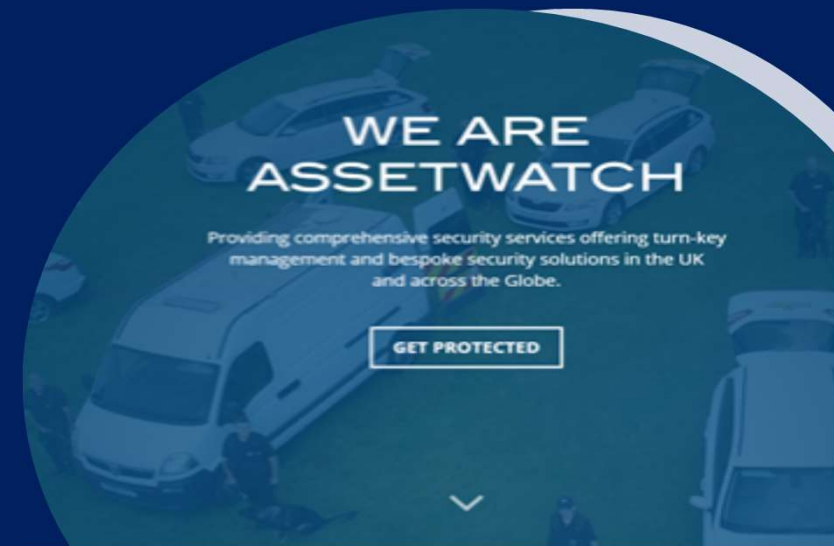 WE ARE
ASSETWATCH
Providing comprehensive security services offering turn-key
management and bespoke security solutions in the UK
and across the Globe.
GET PROTECTED